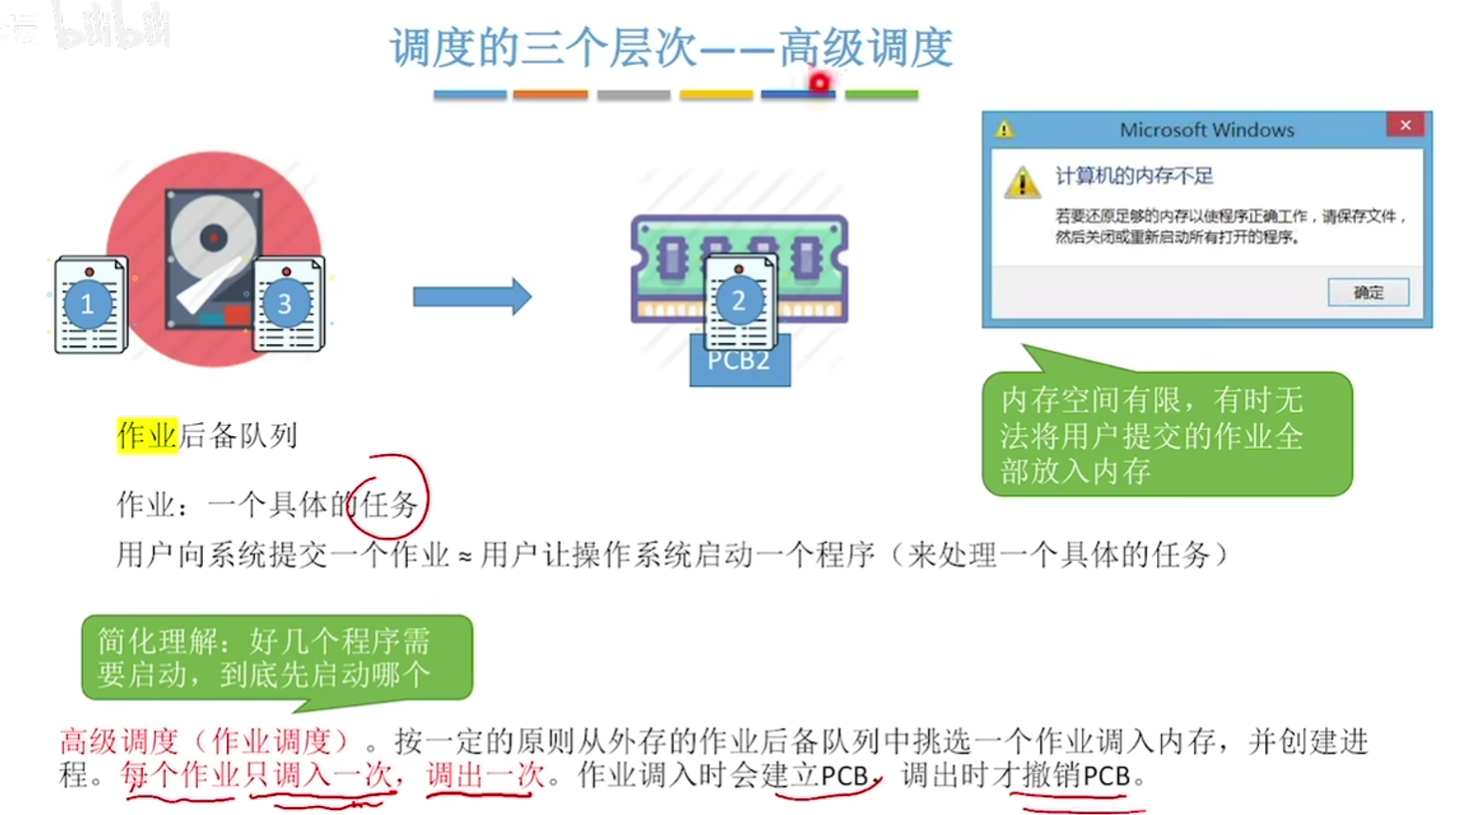 bilibili
调度的三个层次——高级调度
Microsoft Windows
计算机的内存不足
若要还原足够的内存以使程序正确工作，请保存文件，
然后关闭或重新启动所有打开的程序。
确定
1
3
2
PCB2
内存空间有限，有时无
法将用户提交的作业全
部放入内存
作业后备队列
作业：一个具体的任务
用户向系统提交一个作业 ≈ 用户让操作系统启动一个程序（来处理一个具体的任务）
简化理解：好几个程序需
要启动，到底先启动哪个
高级调度（作业调度）。按一定的原则从外存的作业后备队列中挑选一个作业调入内存，并创建进
程。每个作业只调入一次，调出一次。作业调入时会建立PCB，调出时才撤销PCB。